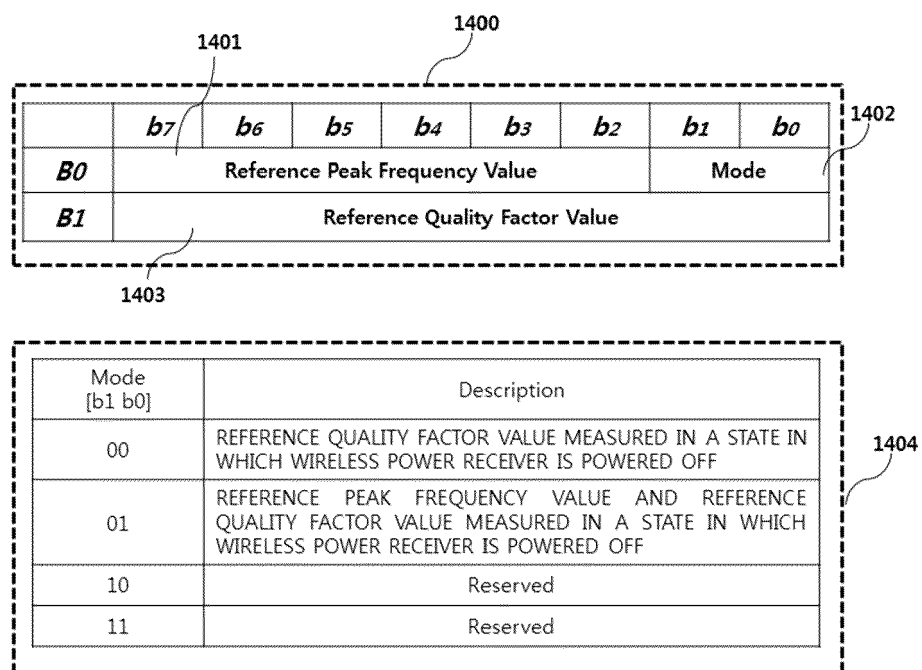 1400
1401
b7 b6 b5 b4 b3 b2 b1 b0
1402
B0 Reference Peak Frequency Value Mode
B1 Reference Quality Factor Value
1403
Mode
[b1 b0]
Description
00 REFERENCE QUALITY FACTOR VALUE MEASURED IN A STATE IN
WHICH WIRELESS POWER RECEIVER IS POWERED OFF
1404
01 REFERENCE PEAK FREQUENCY VALUE AND REFERENCE
QUALITY FACTOR VALUE MEASURED IN A STATE IN WHICH
WIRELESS POWER RECEIVER IS POWERED OFF
10 Reserved
11 Reserved